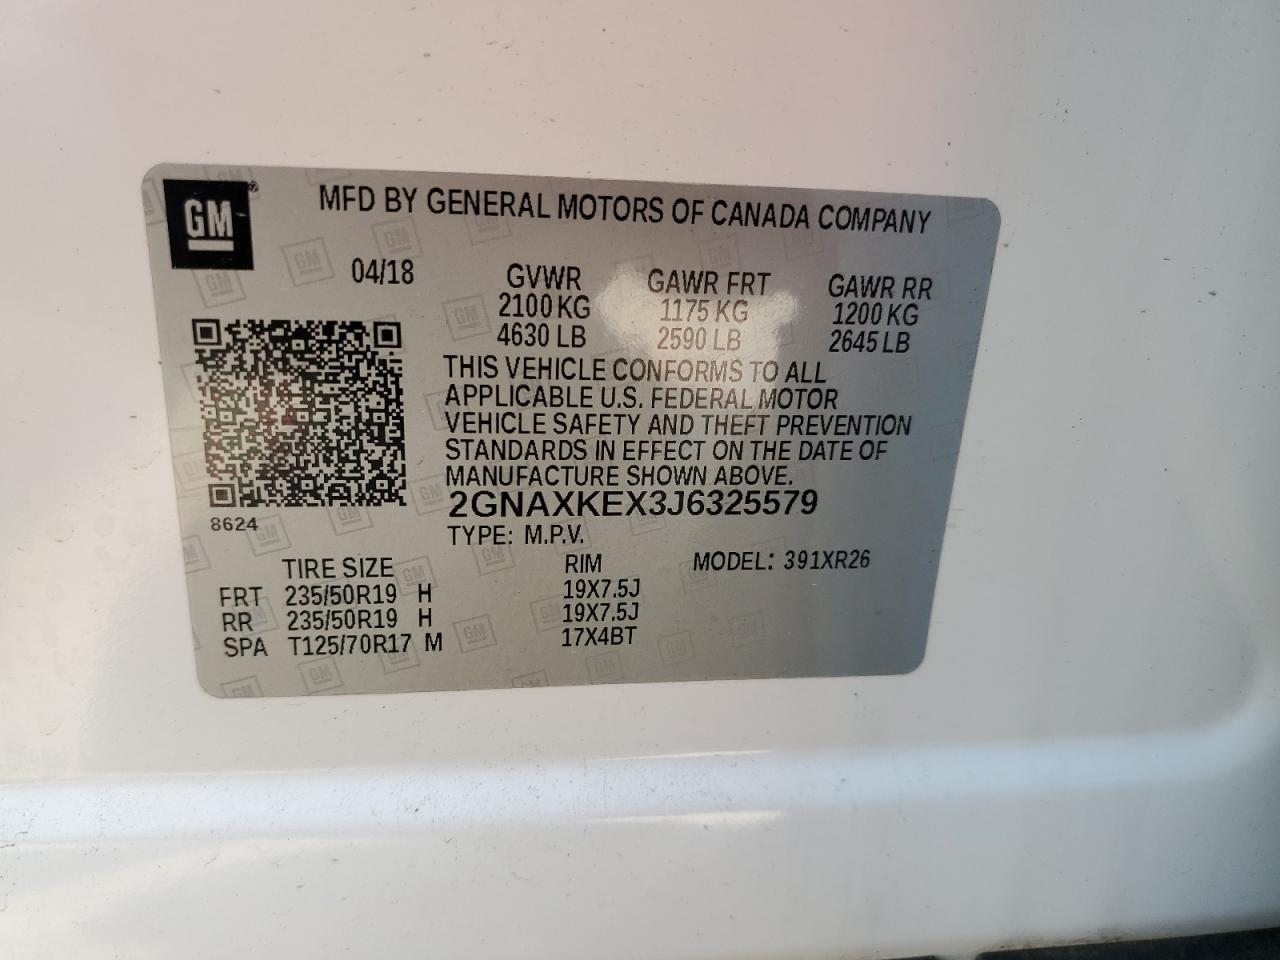 GM
MFD BY GENERAL MOTORS OF CANADA COMPANY
04/18 GVWR GAWR FRT GAWR RR
2100 KG 1175 KG 1200 KG
4630 LB 2590 LB 2645 LB
THIS VEHICLE CONFORMS TO ALL
APPLICABLE U.S. FEDERAL MOTOR
VEHICLE SAFETY AND THEFT PREVENTION
STANDARDS IN EFFECT ON THE DATE OF
MANUFACTURE SHOWN ABOVE.
2GNAXKEX3J6325579
8624
TYPE: M.P.V.
TIRE SIZE RIM MODEL: 391XR26
FRT 235/50R19 H 19X7.5J
RR 235/50R19 H 19X7.5J
SPA T125/70R17 M 17X4BT